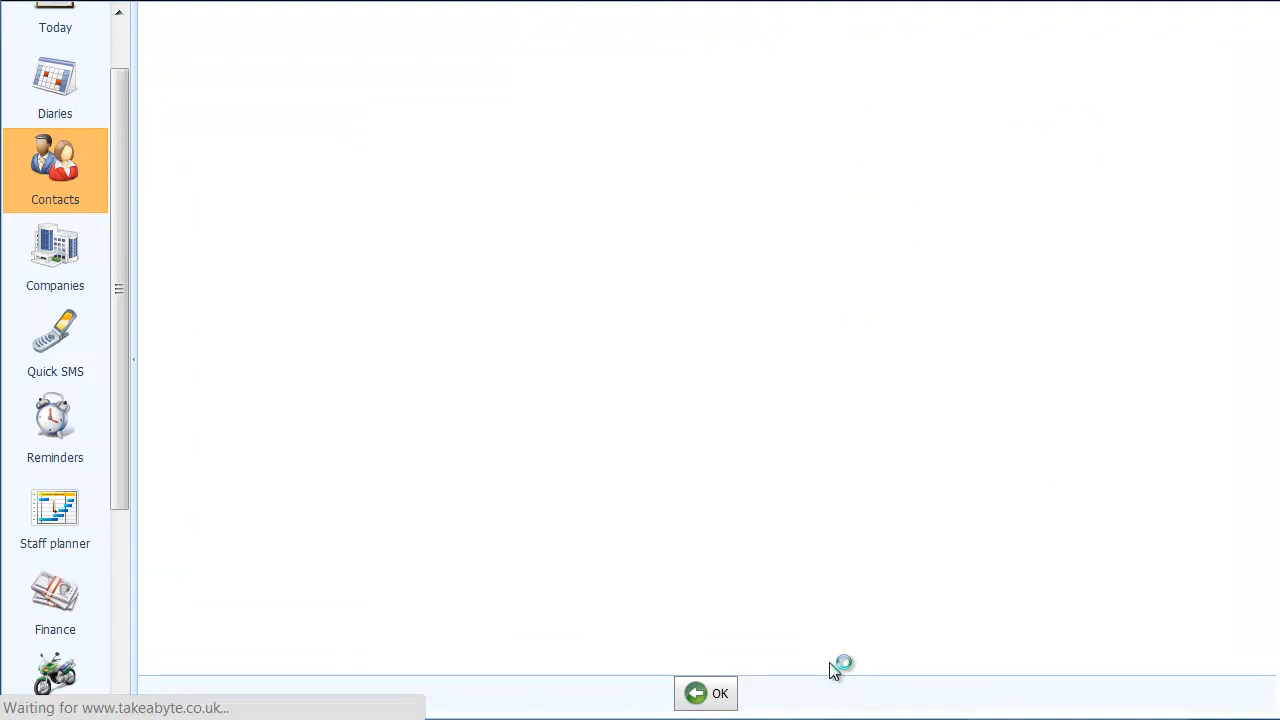 Today
Diaries
Contacts
Companies
Quick SMS
Reminders
Staff planner
Finance
OK
Waiting for www.takeabyte.co.uk...